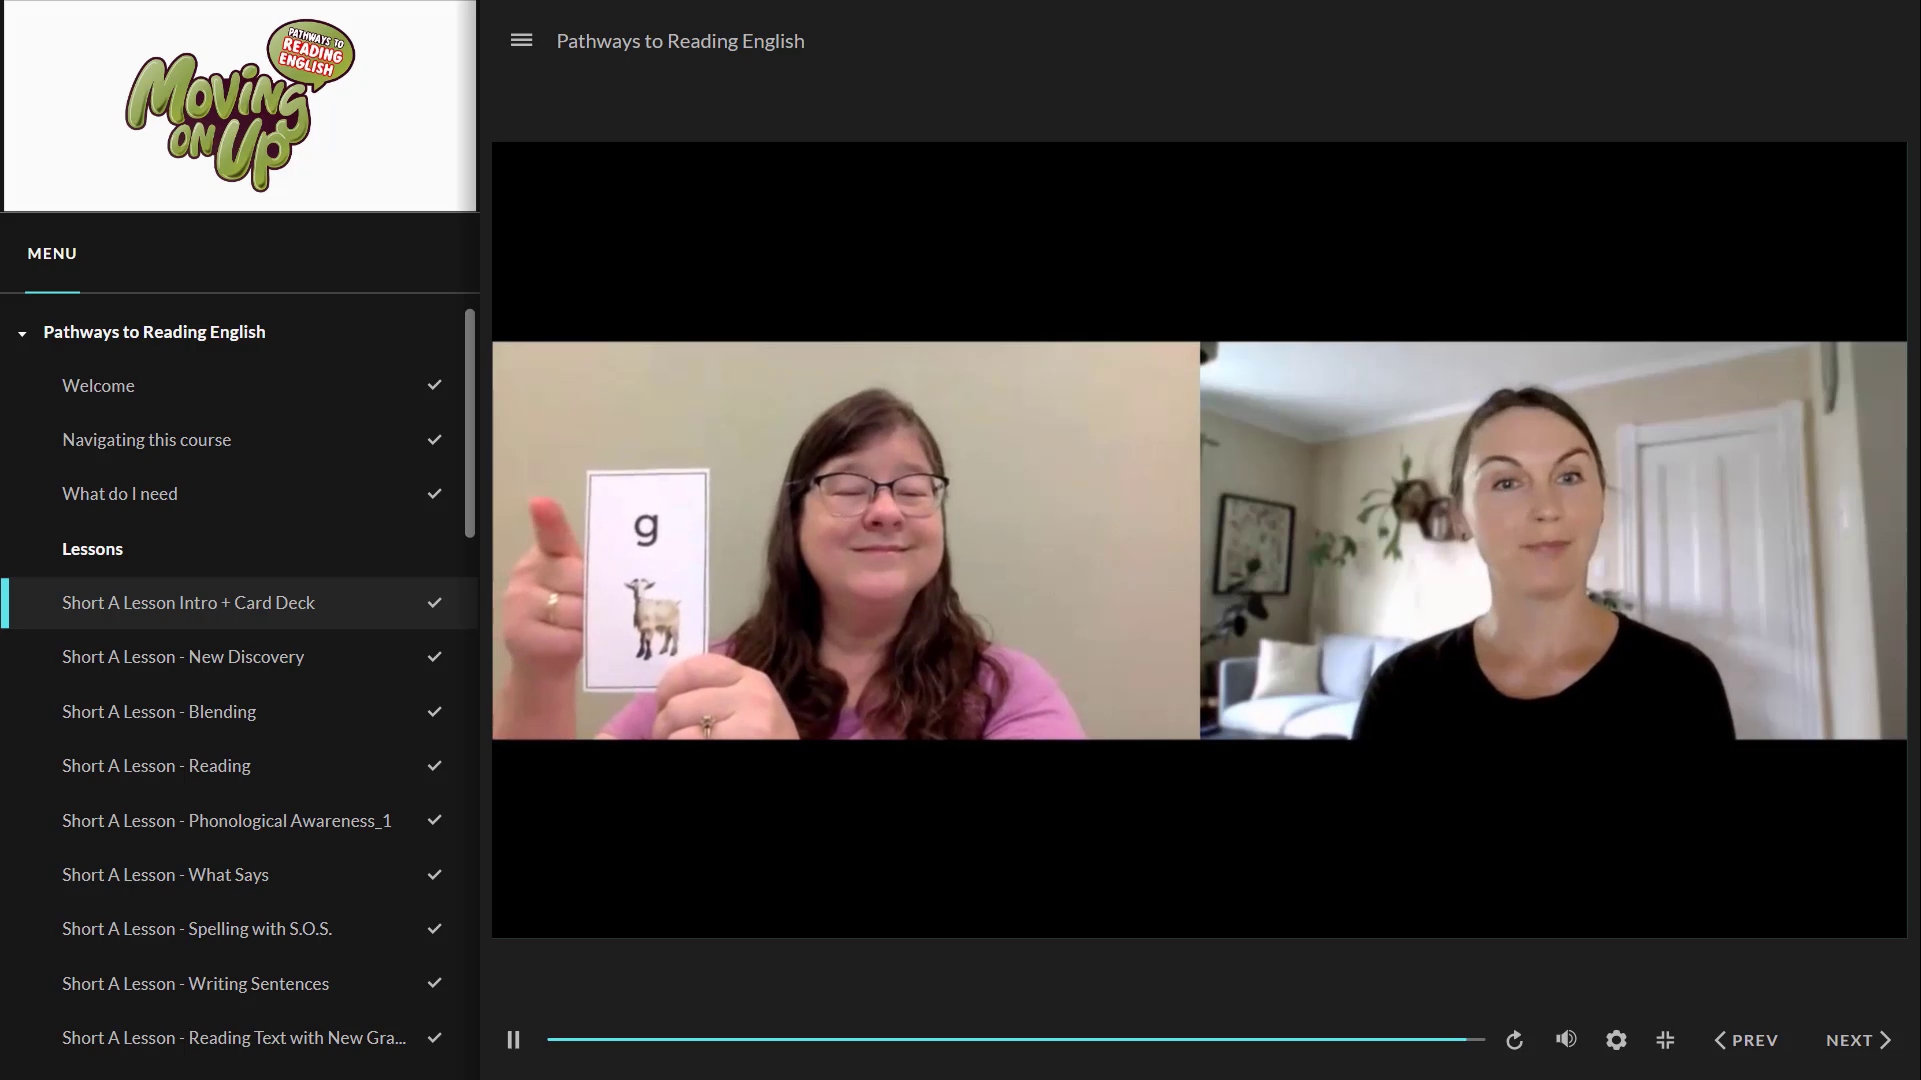 PATHWAYS TO
READING
ENGLISH
MOVING
ON UP
MENU
Pathways to Reading English
Welcome
Navigating this course
What do I need
Lessons
Short A Lesson Intro + Card Deck
Short A Lesson - New Discovery
Short A Lesson - Blending
Short A Lesson - Reading
Short A Lesson - Phonological Awareness_1
Short A Lesson - What Says
Short A Lesson - Spelling with S.O.S.
Short A Lesson - Writing Sentences
Short A Lesson - Reading Text with New Gra...
Pathways to Reading English
g
PREV
NEXT